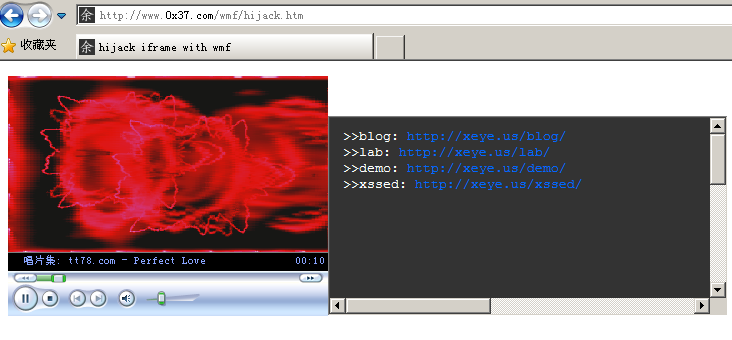 http://www.0x37.com/wmf/hijack.htm
收藏夹
余 hijack iframe with wmf
>>blog: http://xeye.us/blog/
>>lab: http://xeye.us/lab/
>>demo: http://xeye.us/demo/
>>xssed: http://xeye.us/xssed/
唱片集: tt78.com - Perfect Love 00:10